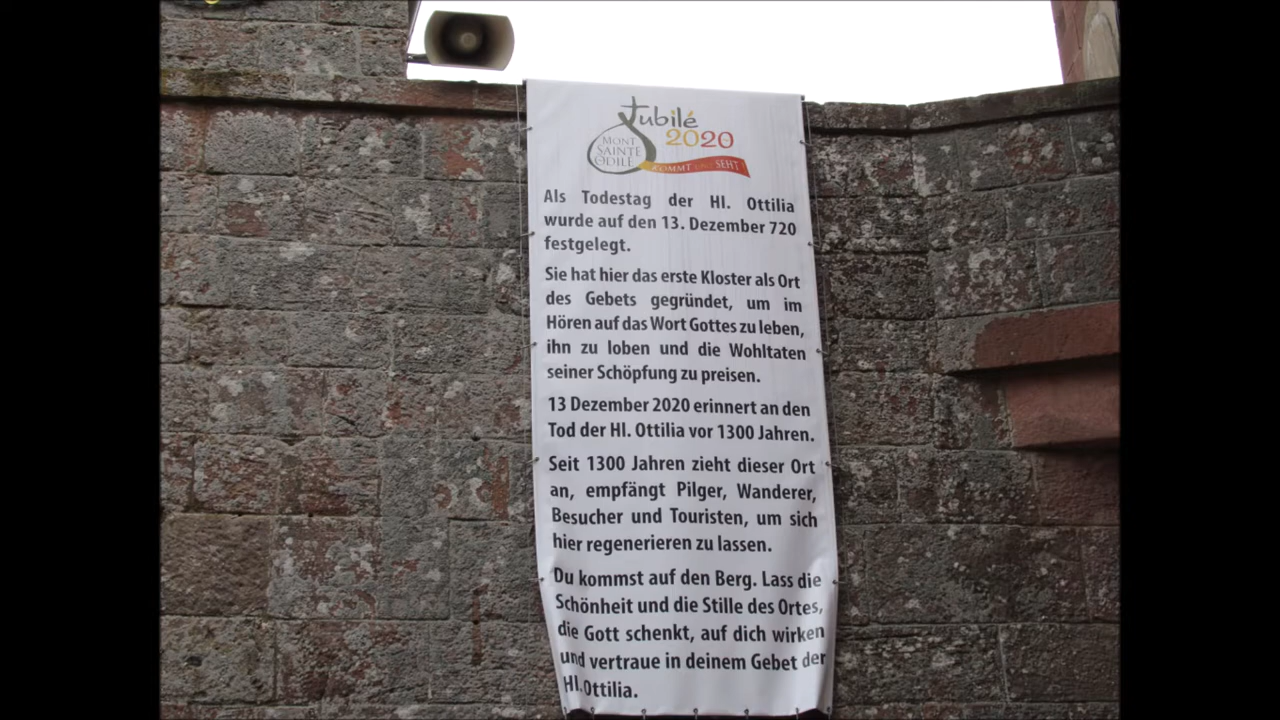 Jubilé
2020
MONT
SAINTE
ODILE
KOMMT UND SEHT!
Als Todestag der Hl. Ottilia
wurde auf den 13. Dezember 720
festgelegt.
Sie hat hier das erste Kloster als Ort
des Gebets gegründet, um im
Hören auf das Wort Gottes zu leben,
ihn zu loben und die Wohltaten
seiner Schöpfung zu preisen.
13 Dezember 2020 erinnert an den
Tod der Hl. Ottilia vor 1300 Jahren.
Seit 1300 Jahren zieht dieser Ort
an, empfängt Pilger, Wanderer,
Besucher und Touristen, um sich
hier regenerieren zu lassen.
Du kommst auf den Berg. Lass die
Schönheit und die Stille des Ortes,
die Gott schenkt, auf dich wirken
und vertraue in deinem Gebet der
Hl. Ottilia.